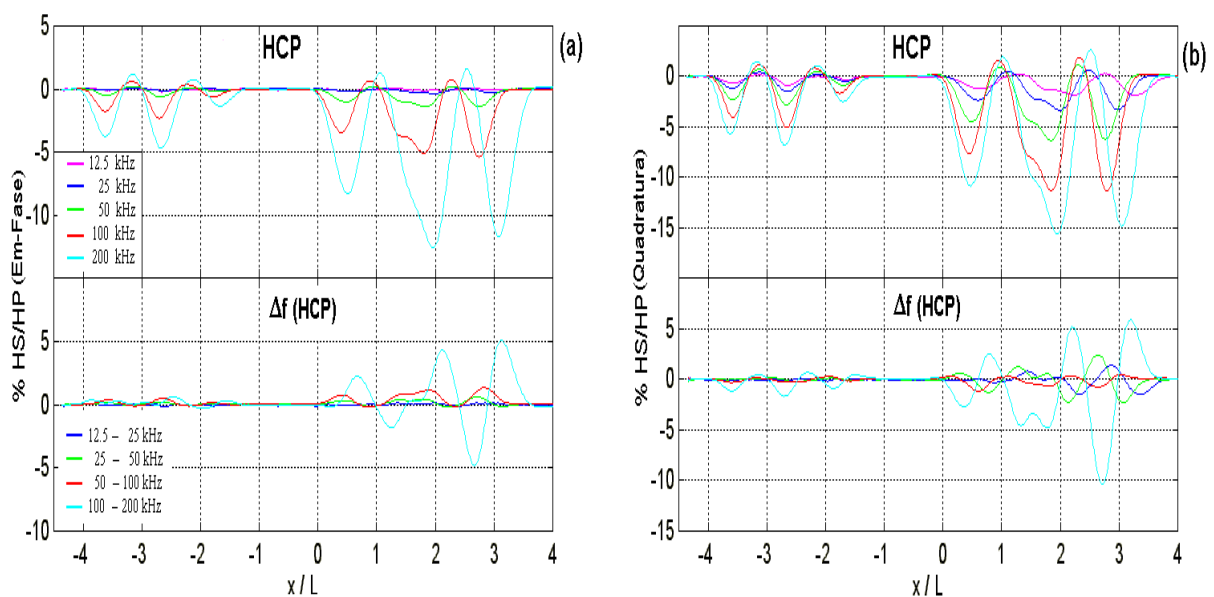 HCP
(a)
5
0
-5
-10
12.5 kHz
25 kHz
50 kHz
100 kHz
200 kHz
% HS/HP (Em-Fase)
Δf (HCP)
5
0
-5
-10
12.5 – 25 kHz
25 – 50 kHz
50 – 100 kHz
100 – 200 kHz
-4 -3 -2 -1 0 1 2 3 4
x / L
HCP
(b)
5
0
-5
-10
-15
% HS/HP (Quadratura)
Δf (HCP)
5
0
-5
-10
-15
-4 -3 -2 -1 0 1 2 3 4
x / L